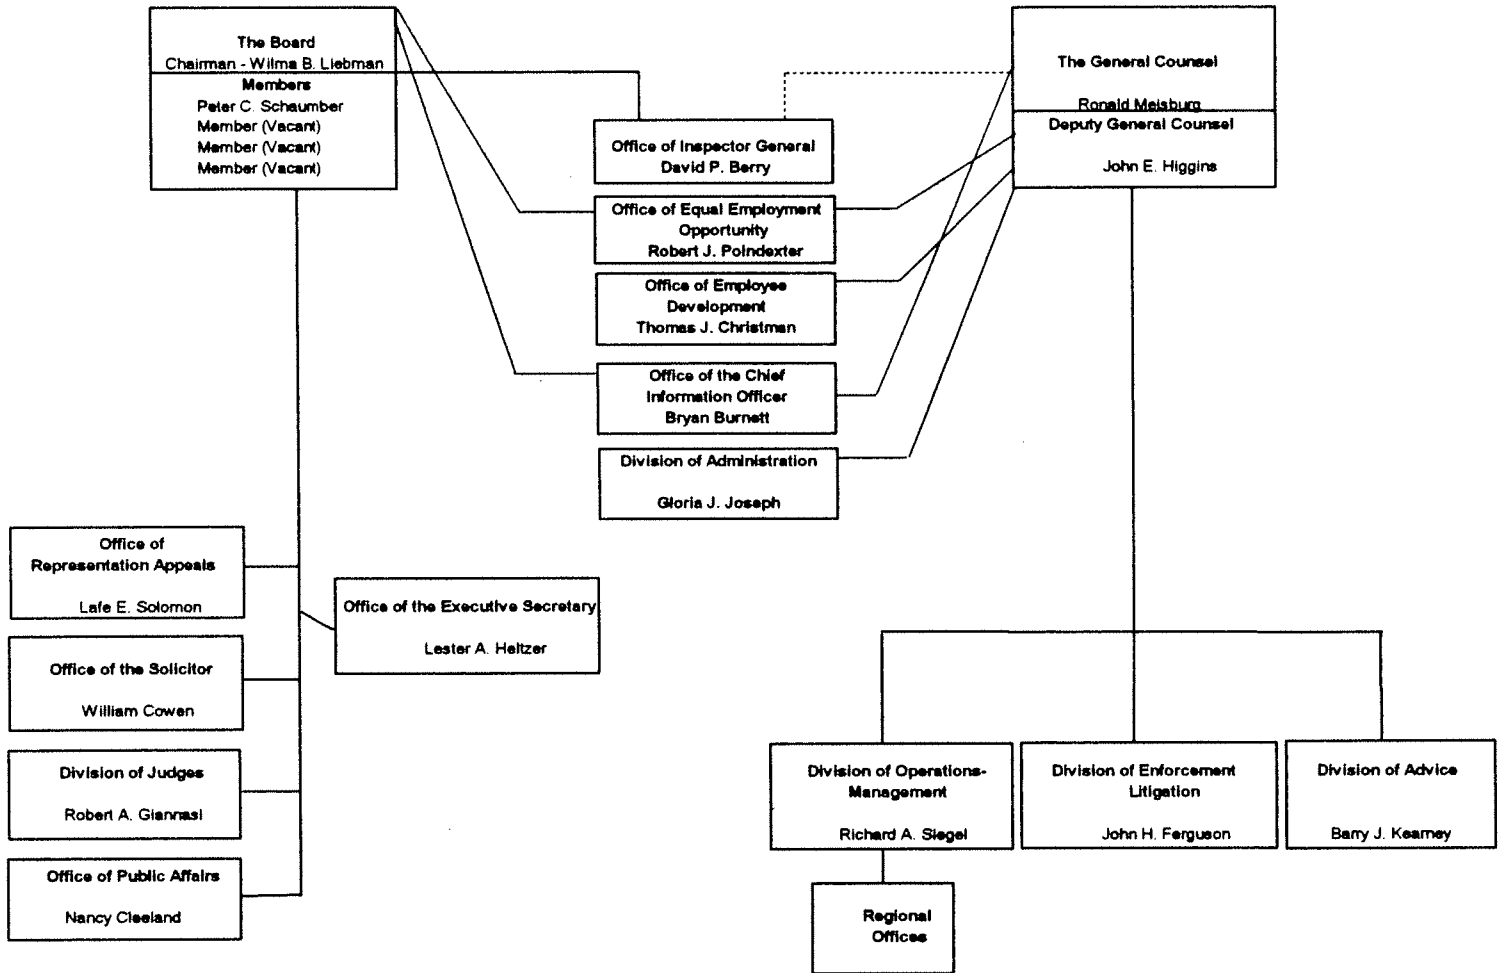 The Board
Chairman - Wilma B. Liebman
Members
Peter C. Schaumber
Member (Vacant)
Member (Vacant)
Member (Vacant)
The General Counsel
Ronald Meisburg
Deputy General Counsel
John E. Higgins
Office of Inspector General
David P. Berry
Office of Equal Employment
Opportunity
Robert J. Poindexter
Office of Employee
Development
Thomas J. Christman
Office of the Chief
Information Officer
Bryan Burnett
Division of Administration
Gloria J. Joseph
Office of
Representation Appeals
Lafe E. Solomon
Office of the Executive Secretary
Lester A. Heltzer
Office of the Solicitor
William Cowen
Division of Judges
Robert A. Giannasi
Office of Public Affairs
Nancy Cleeland
Division of Operations-
Management
Richard A. Siegel
Division of Enforcement
Litigation
John H. Ferguson
Division of Advice
Barry J. Kearney
Regional
Offices